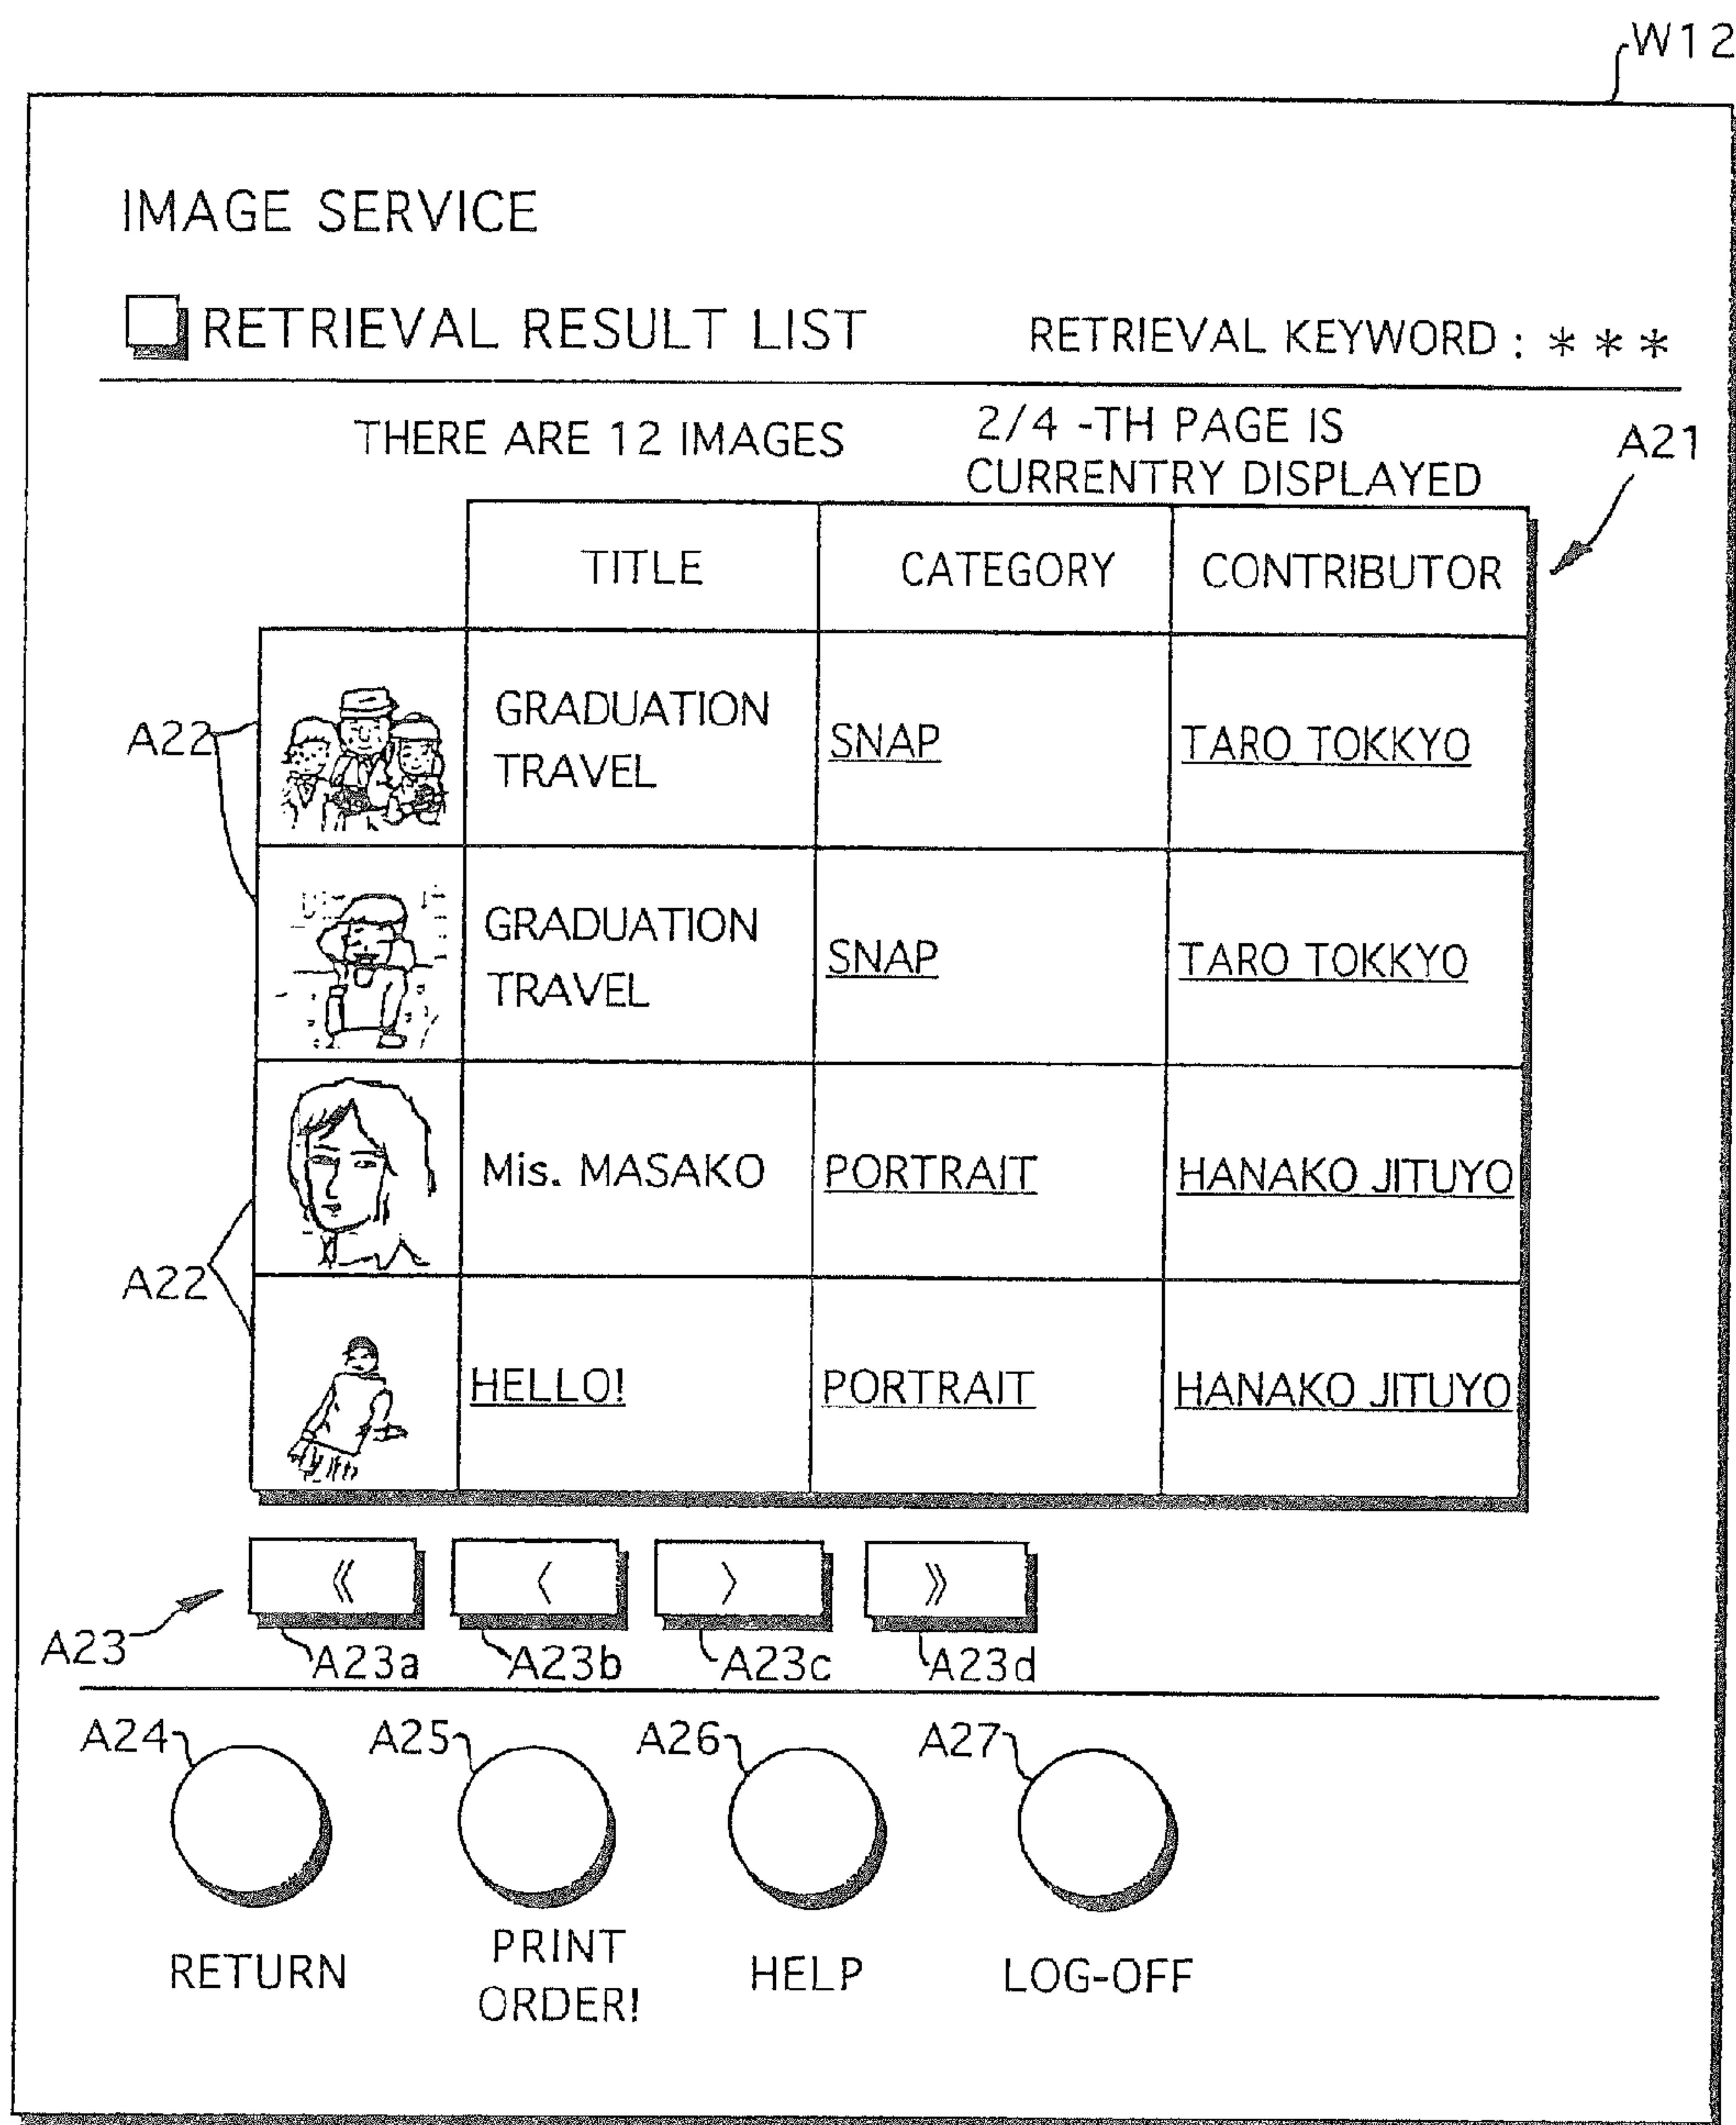 W12
IMAGE SERVICE
RETRIEVAL RESULT LIST
RETRIEVAL KEYWORD : * * *
THERE ARE 12 IMAGES
2/4 -TH PAGE IS
CURRENTRY DISPLAYED
A21
TITLE CATEGORY CONTRIBUTOR
A22
GRADUATION
TRAVEL
SNAP
TARO TOKKYO
GRADUATION
TRAVEL
SNAP
TARO TOKKYO
Mis. MASAKO
PORTRAIT
HANAKO JITUYO
A22
HELLO!
PORTRAIT
HANAKO JITUYO
《 〈 〉 》
A23
A23a A23b A23c A23d
A24 A25 A26 A27
RETURN
PRINT
ORDER!
HELP
LOG-OFF